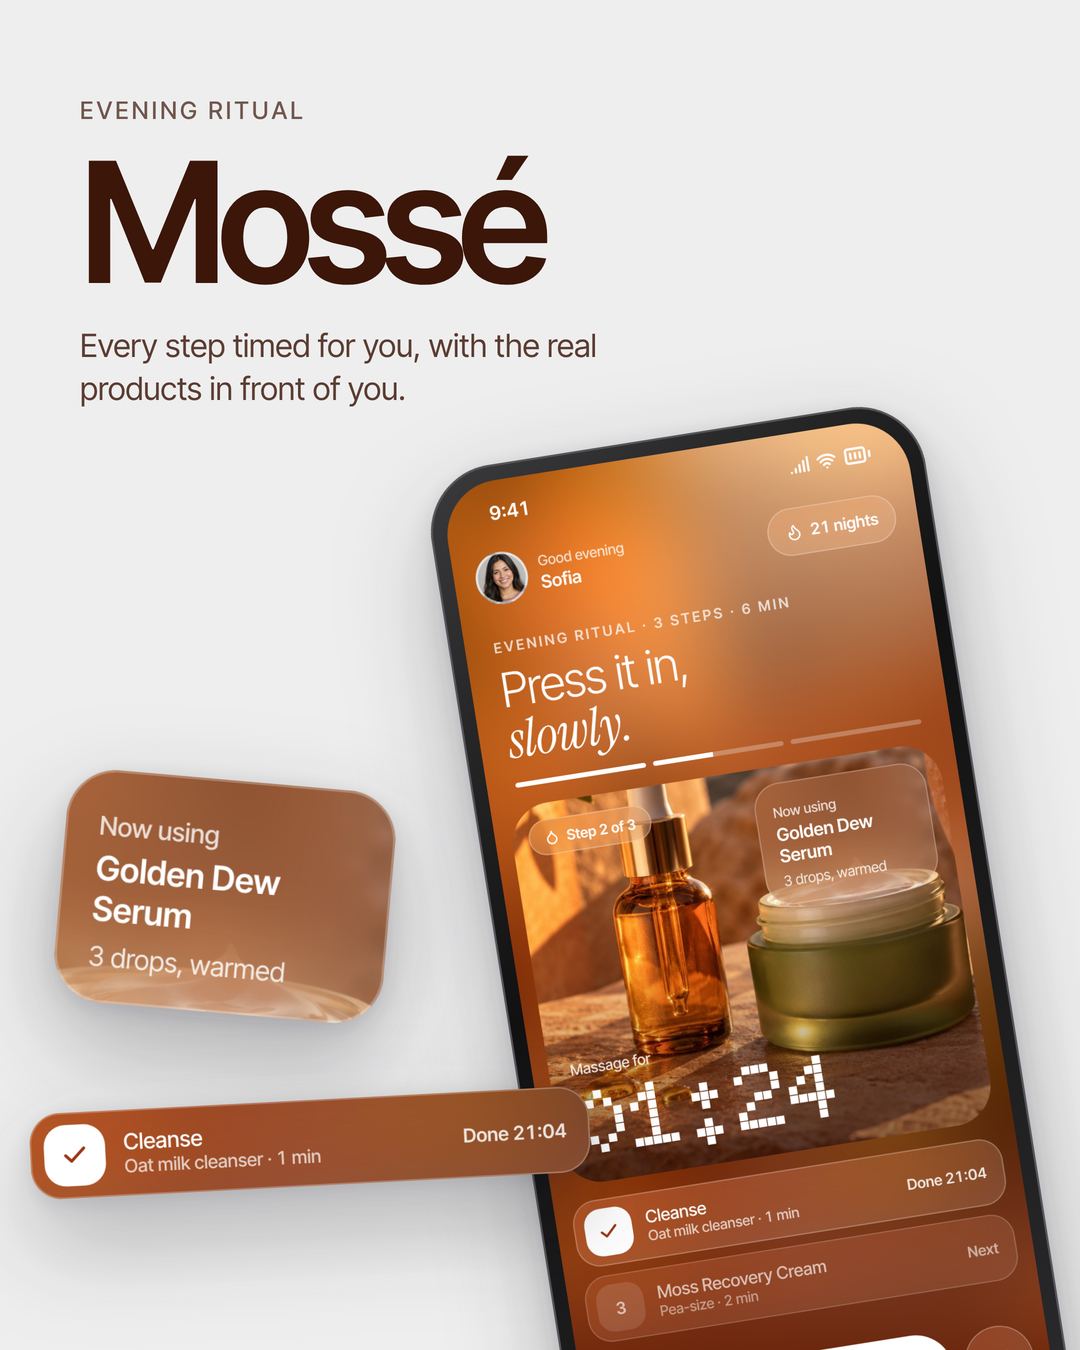 EVENING RITUAL
Mossé
Every step timed for you, with the real
products in front of you.
9:41
21 nights
Good evening
Sofia
EVENING RITUAL · 3 STEPS · 6 MIN
Press it in,
slowly.
Step 2 of 3
Now using
Golden Dew
Serum
3 drops, warmed
Now using
Golden Dew
Serum
3 drops, warmed
Massage for
01:24
Cleanse
Oat milk cleanser · 1 min
Done 21:04
Cleanse
Oat milk cleanser · 1 min
Done 21:04
3
Moss Recovery Cream
Pea-size · 2 min
Next